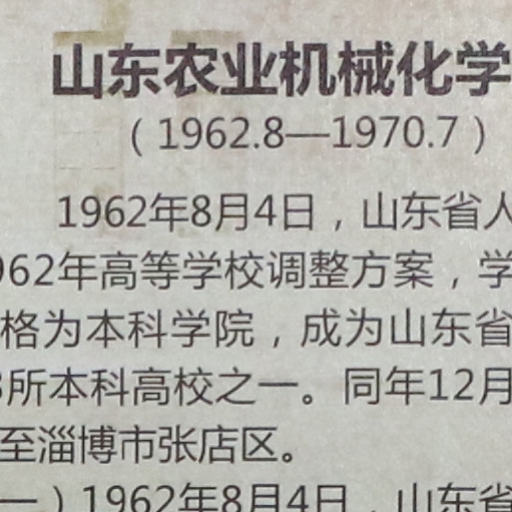 山东农业机械化学
（1962.8—1970.7）
1962年8月4日，山东省人
962年高等学校调整方案，学
格为本科学院，成为山东省
所本科高校之一。同年12月
至淄博市张店区。
一）1962年8月4日，山东省